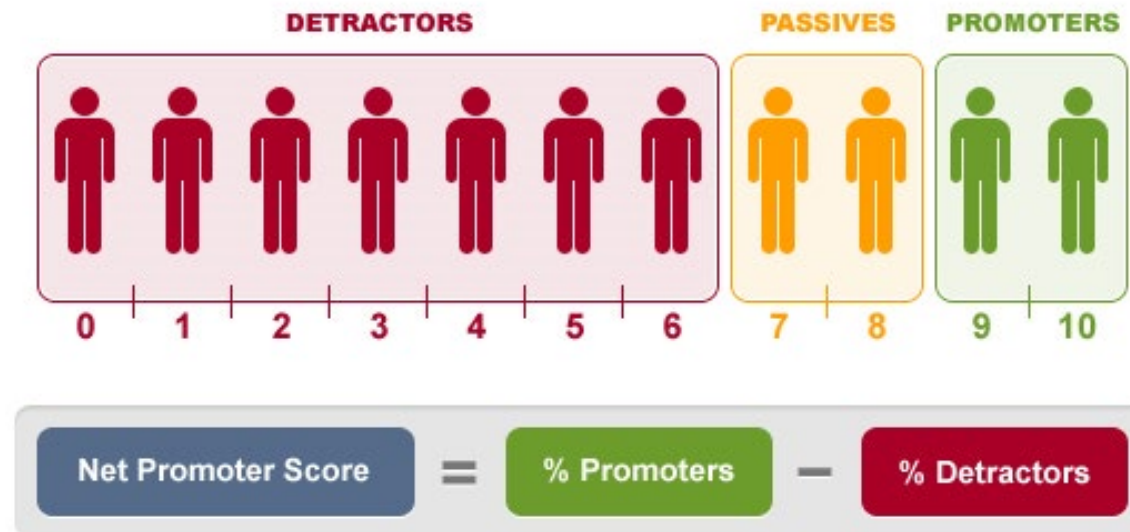 DETRACTORS PASSIVES PROMOTERS
0 1 2 3 4 5 6 7 8 9 10
Net Promoter Score = % Promoters − % Detractors